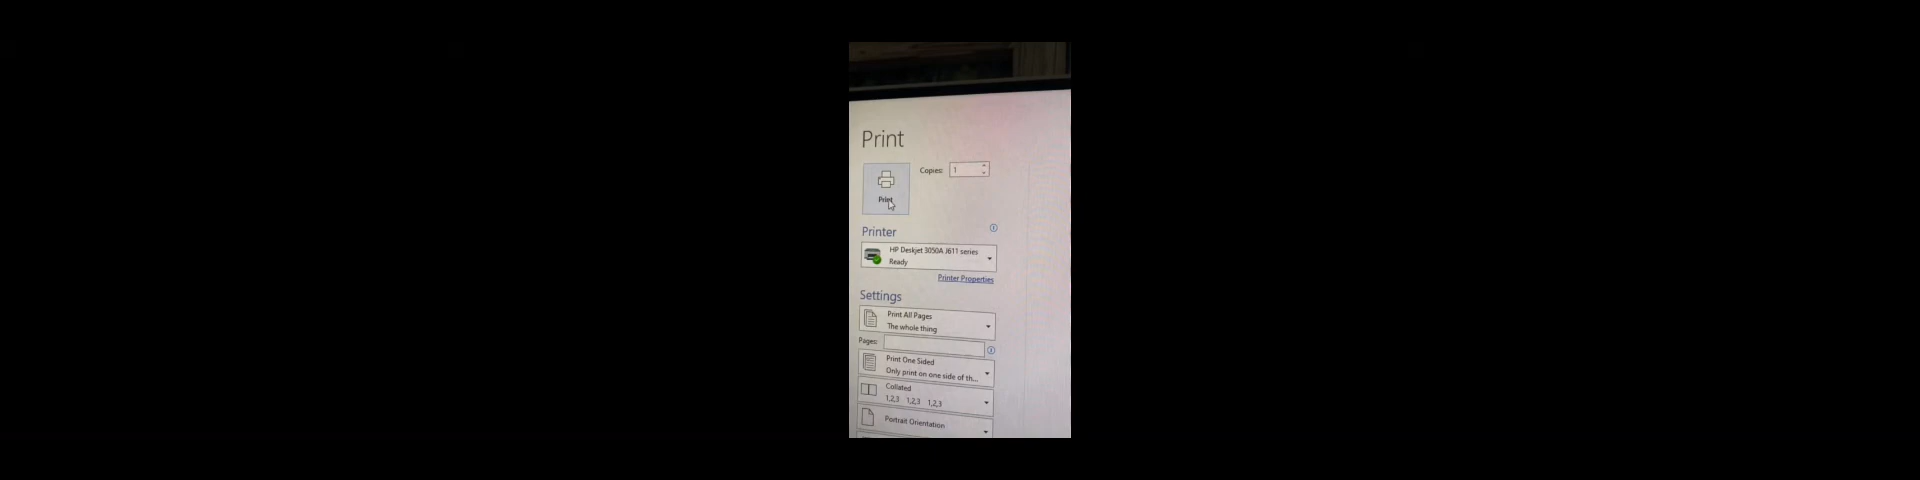 Print
Copies: 1
Print
Printer
HP Deskjet 3050A J611 series
Ready
Printer Properties
Settings
Print All Pages
The whole thing
Pages:
Print One Sided
Only print on one side of th...
Collated
1,2,3 1,2,3 1,2,3
Portrait Orientation